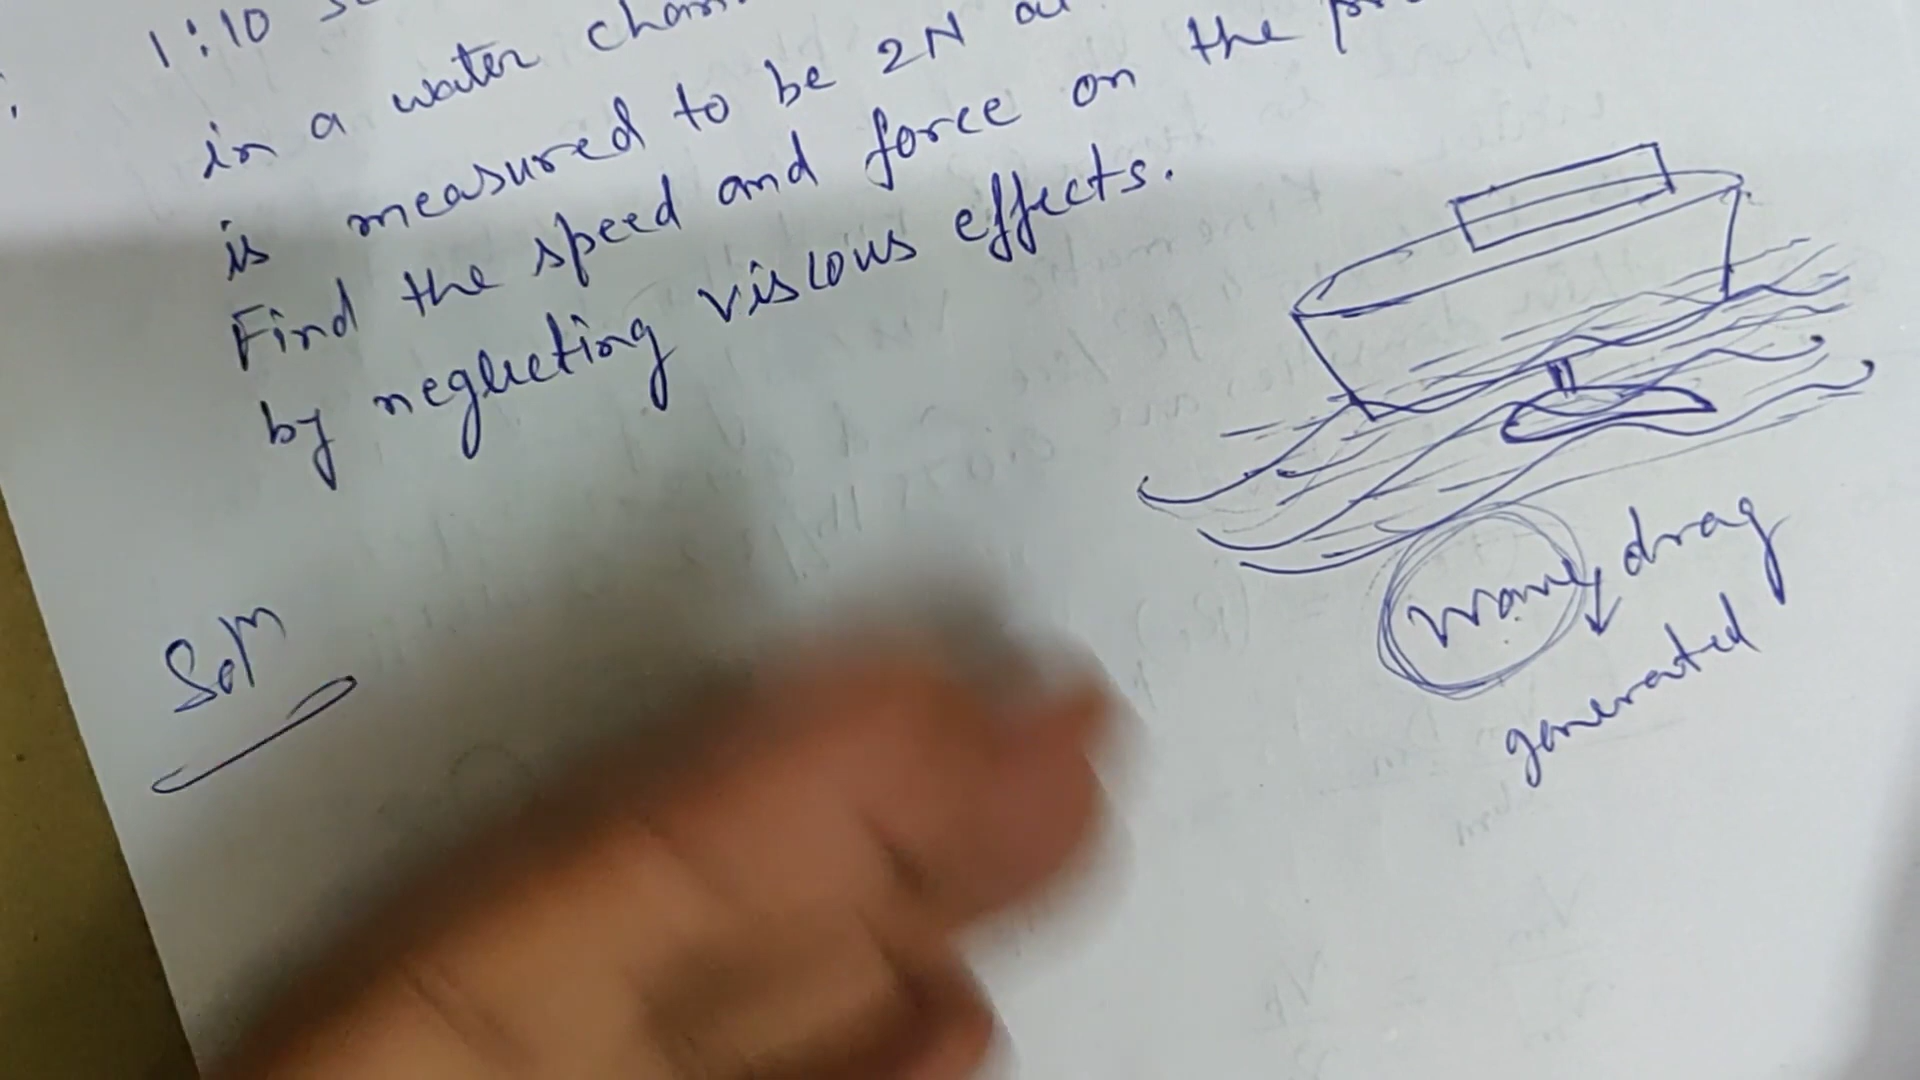 1:10
in a water
is measured to be 2N
Find the speed and force on the
by neglecting viscous effects.
Solⁿ
drag
generated